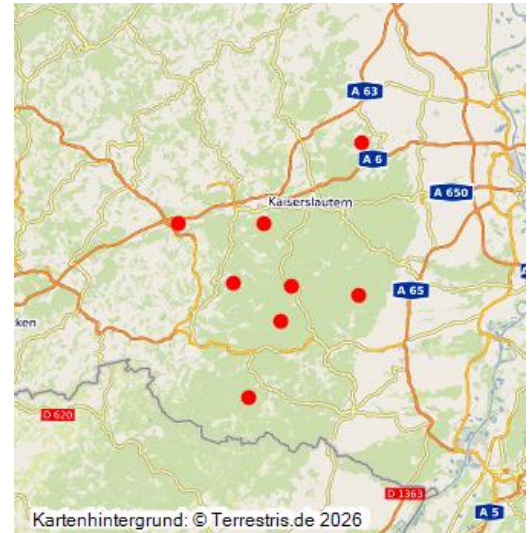 A 63
A 6
Kaiserslautern
A 650
A 65
ken
D 620
D 1363
A 5
Kartenhintergrund: © Terrestris.de 2026